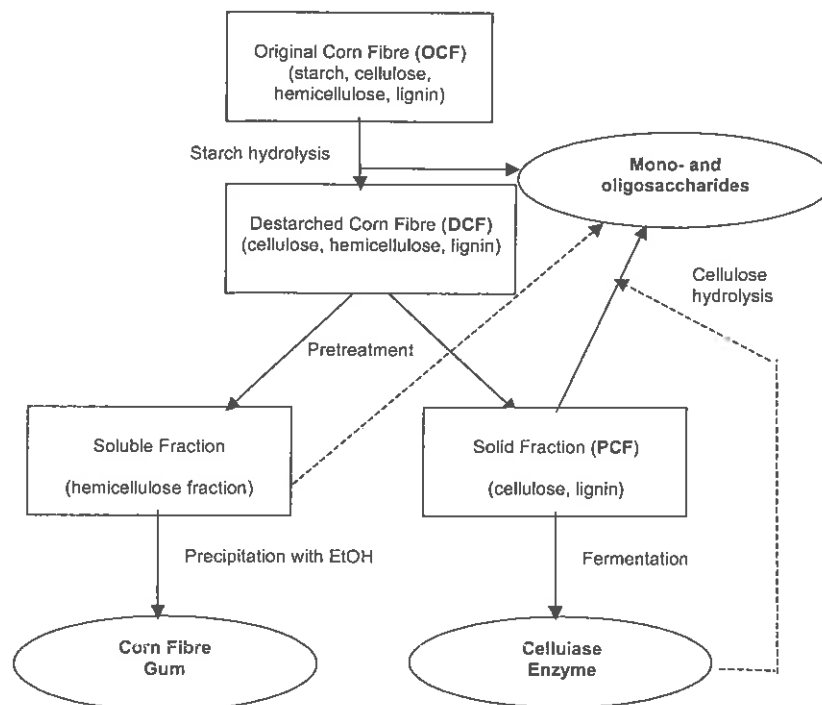 Original Corn Fibre (OCF)
(starch, cellulose,
hemicellulose, lignin)
Starch hydrolysis
Mono- and
oligosaccharides
Destarched Corn Fibre (DCF)
(cellulose, hemicellulose, lignin)
Cellulose
hydrolysis
Pretreatment
Soluble Fraction
(hemicellulose fraction)
Solid Fraction (PCF)
(cellulose, lignin)
Precipitation with EtOH
Fermentation
Corn Fibre
Gum
Cellulase
Enzyme